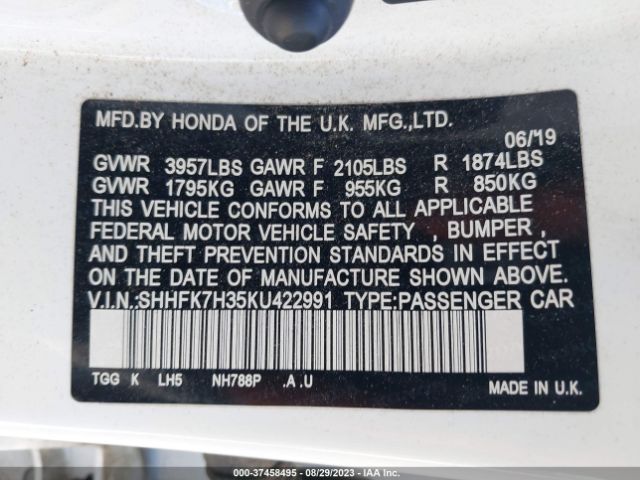 MFD.BY HONDA OF THE U.K. MFG.,LTD.
06/19
GVWR 3957LBS GAWR F 2105LBS R 1874LBS
GVWR 1795KG GAWR F 955KG R 850KG
THIS VEHICLE CONFORMS TO ALL APPLICABLE
FEDERAL MOTOR VEHICLE SAFETY , BUMPER ,
AND THEFT PREVENTION STANDARDS IN EFFECT
ON THE DATE OF MANUFACTURE SHOWN ABOVE.
V.I.N.:SHHFK7H35KU422991 TYPE:PASSENGER CAR
TGG K LH5 NH788P .A .U
MADE IN U.K.
000-37458495 - 08/29/2023 - IAA Inc.